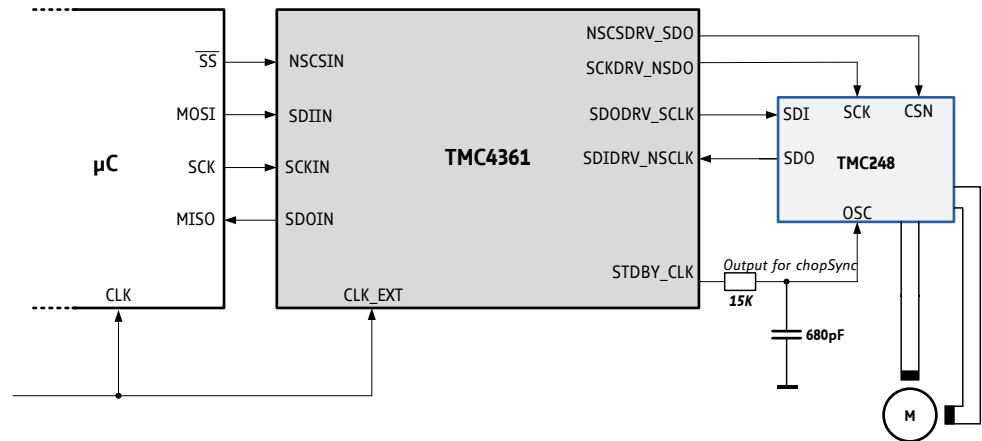 NSCSDRV_SDO
SS
NSCSIN
SCKDRV_NSDO
MOSI
SDIIN
SDODRV_SCLK
SDI
SCK
CSN
µC
TMC4361
SDIDRV_NSCLK
SDO
TMC248
SCK
SCKIN
MISO
SDOIN
OSC
STDBY_CLK
Output for chopSync
15K
CLK
CLK_EXT
680pF
M